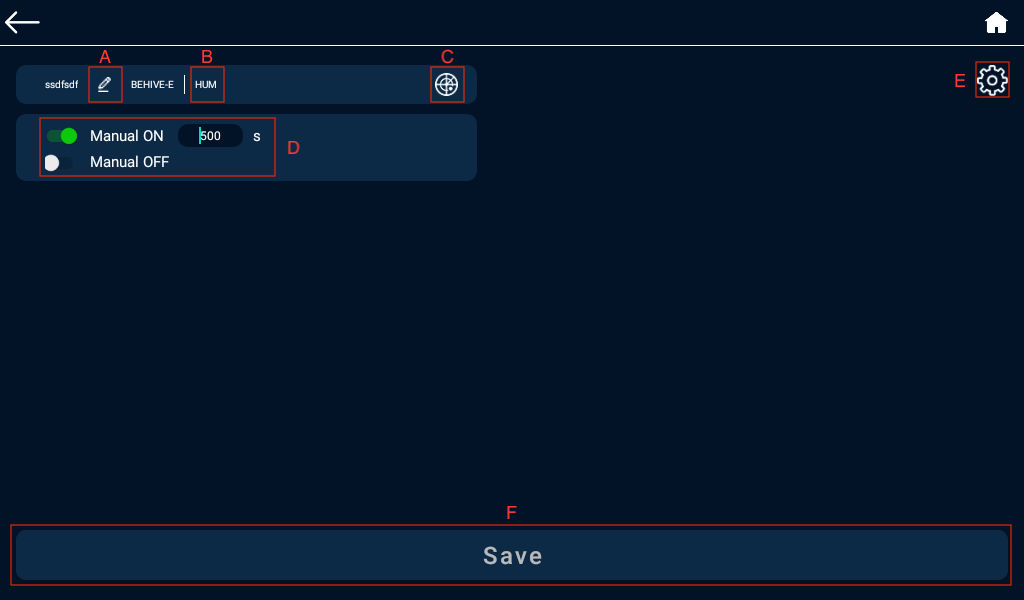 A
B
C
ssdfsdf
BEHIVE-E
HUM
E
Manual ON
500
s
D
Manual OFF
F
Save